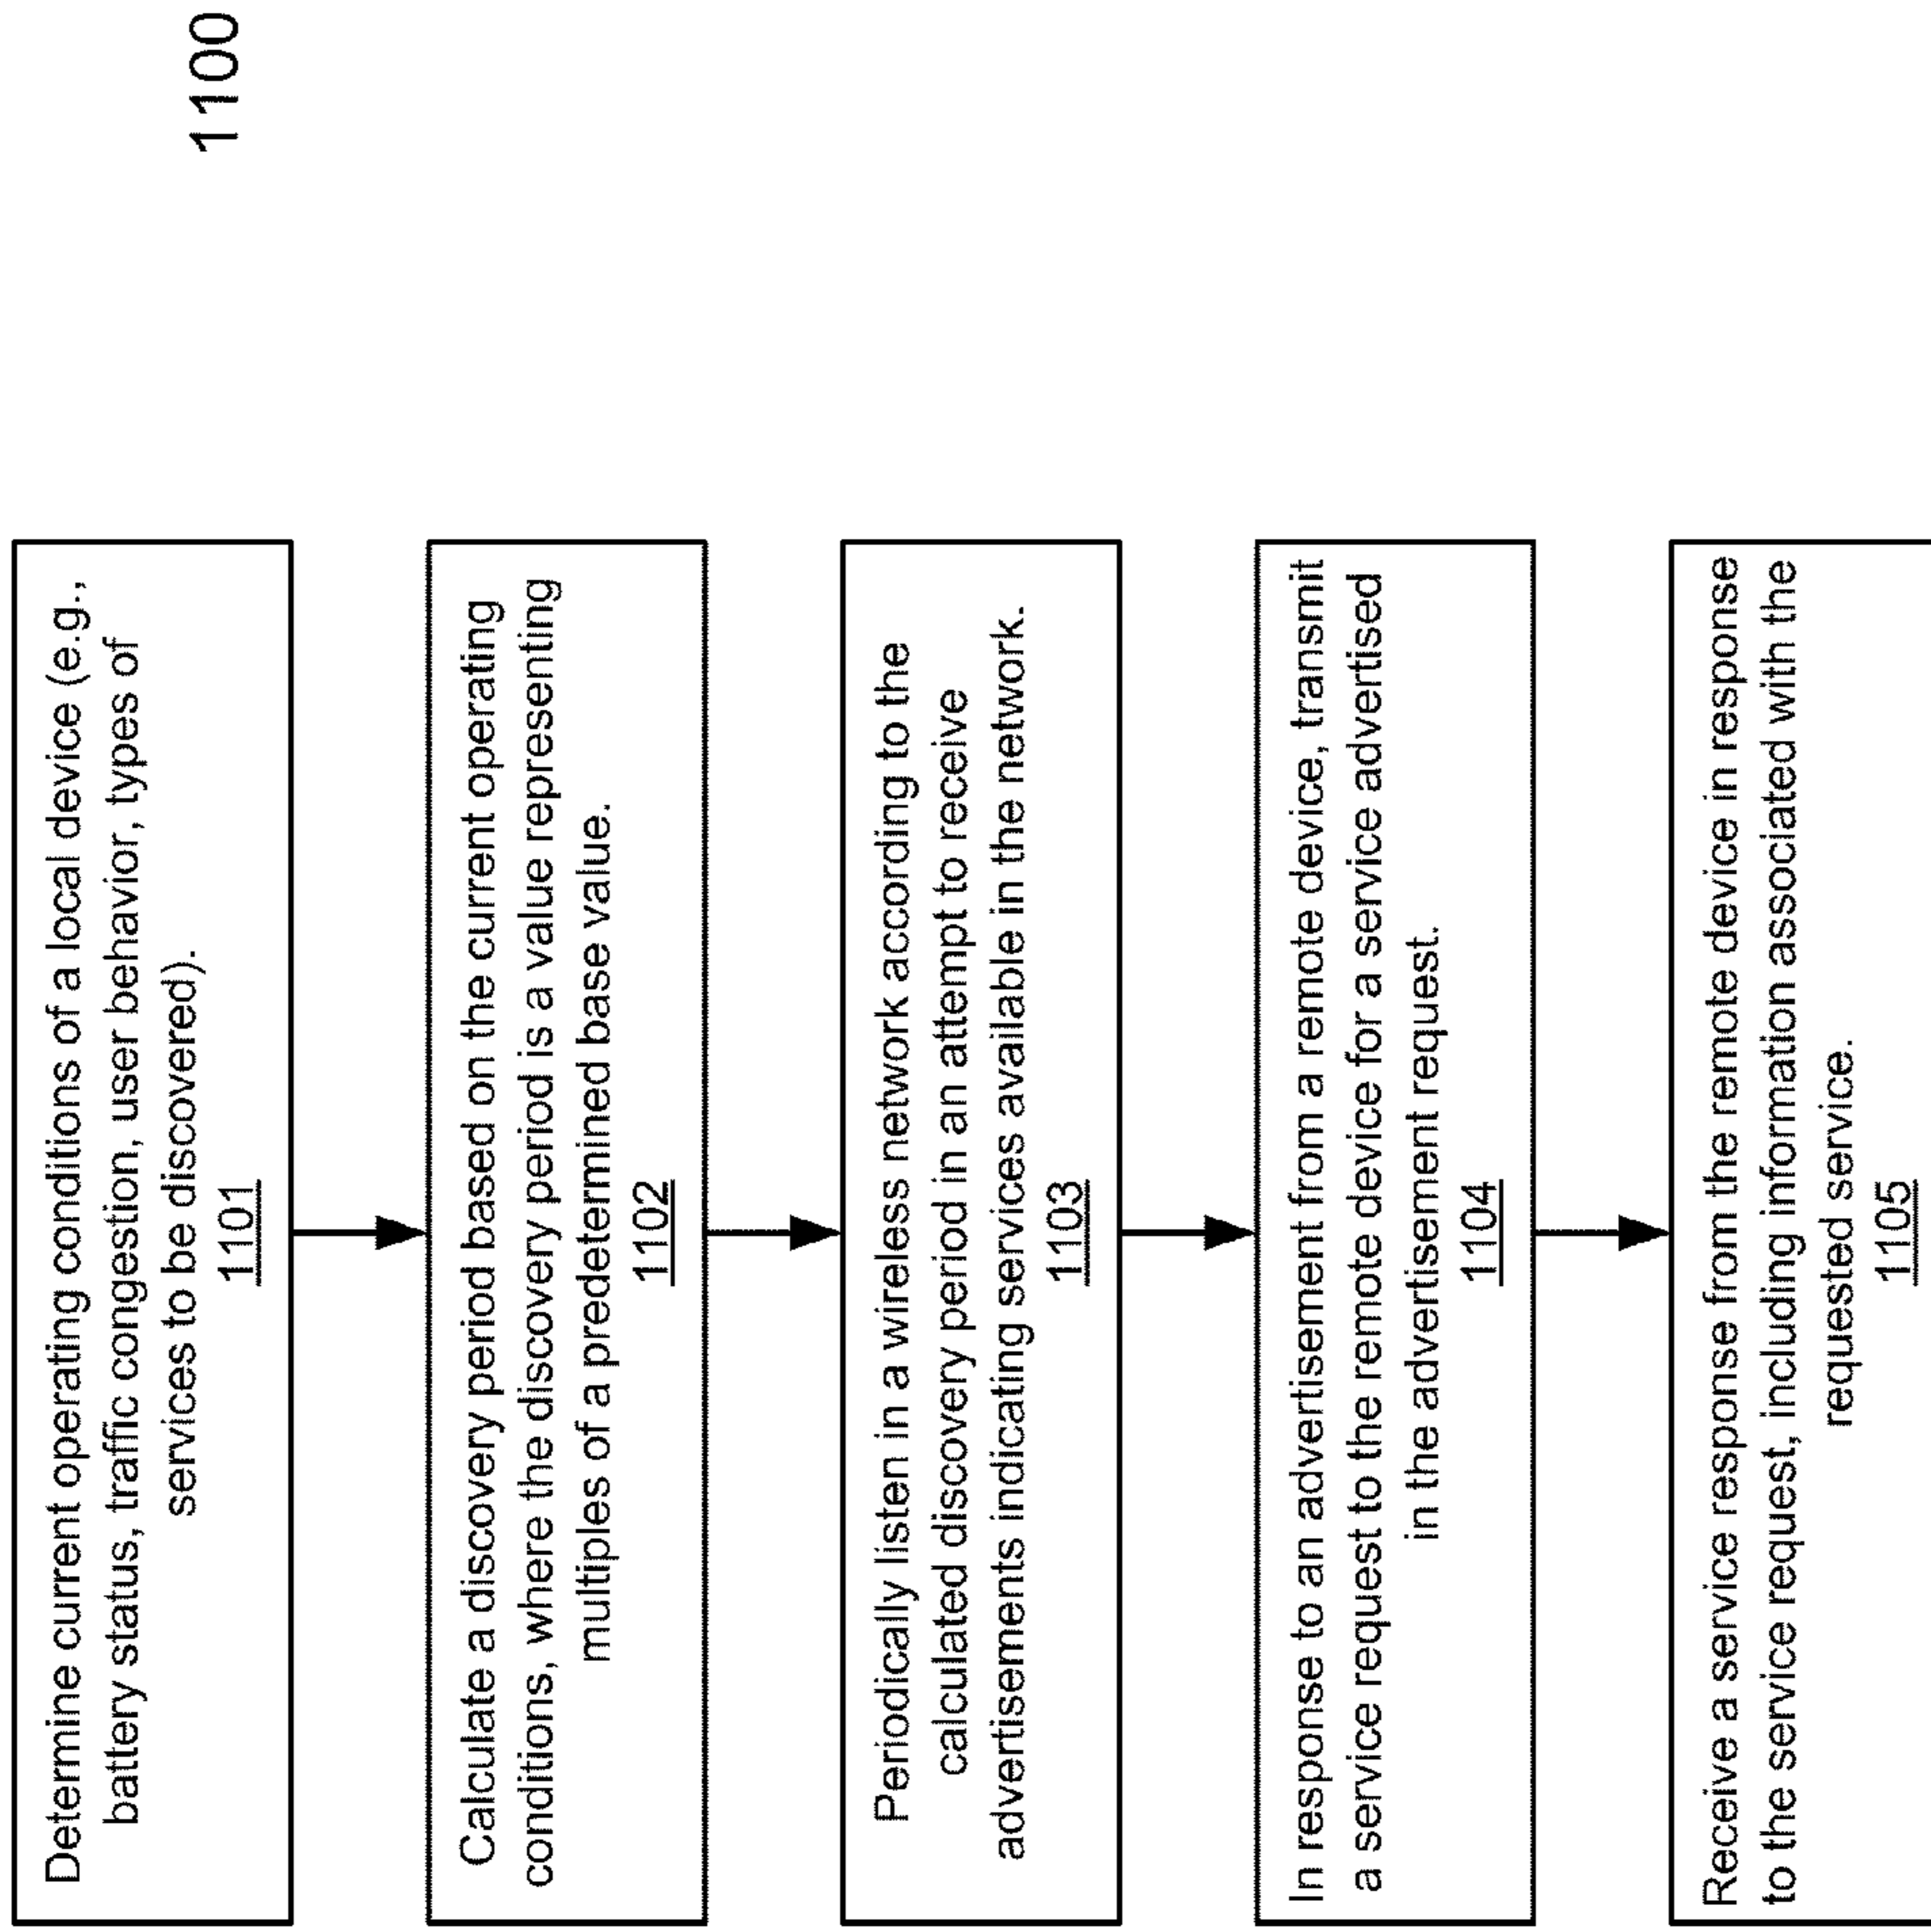 1100
Determine current operating conditions of a local device (e.g.,
battery status, traffic congestion, user behavior, types of
services to be discovered).
1101
Calculate a discovery period based on the current operating
conditions, where the discovery period is a value representing
multiples of a predetermined base value.
1102
Periodically listen in a wireless network according to the
calculated discovery period in an attempt to receive
advertisements indicating services available in the network.
1103
In response to an advertisement from a remote device, transmit
a service request to the remote device for a service advertised
in the advertisement request.
1104
Receive a service response from the remote device in response
to the service request, including information associated with the
requested service.
1105